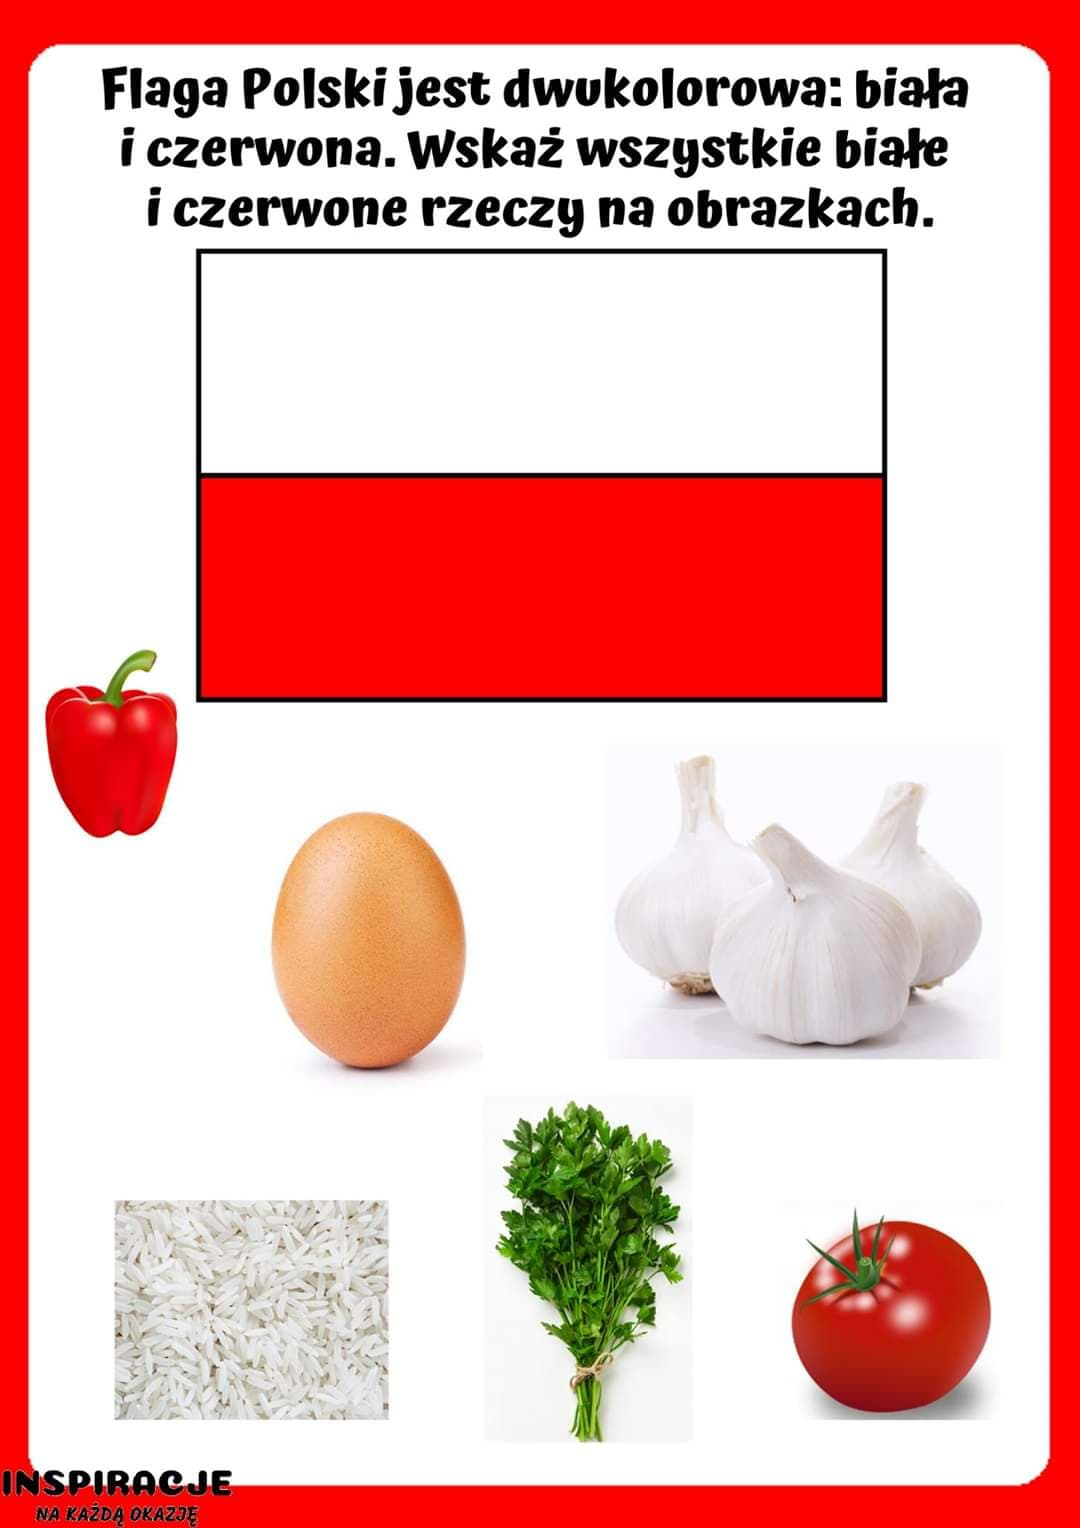 Flaga Polski jest dwukolorowa: biała
i czerwona. Wskaż wszystkie białe
i czerwone rzeczy na obrazkach.
INSPIRACJE
NA KAŻDĄ OKAZJĘ